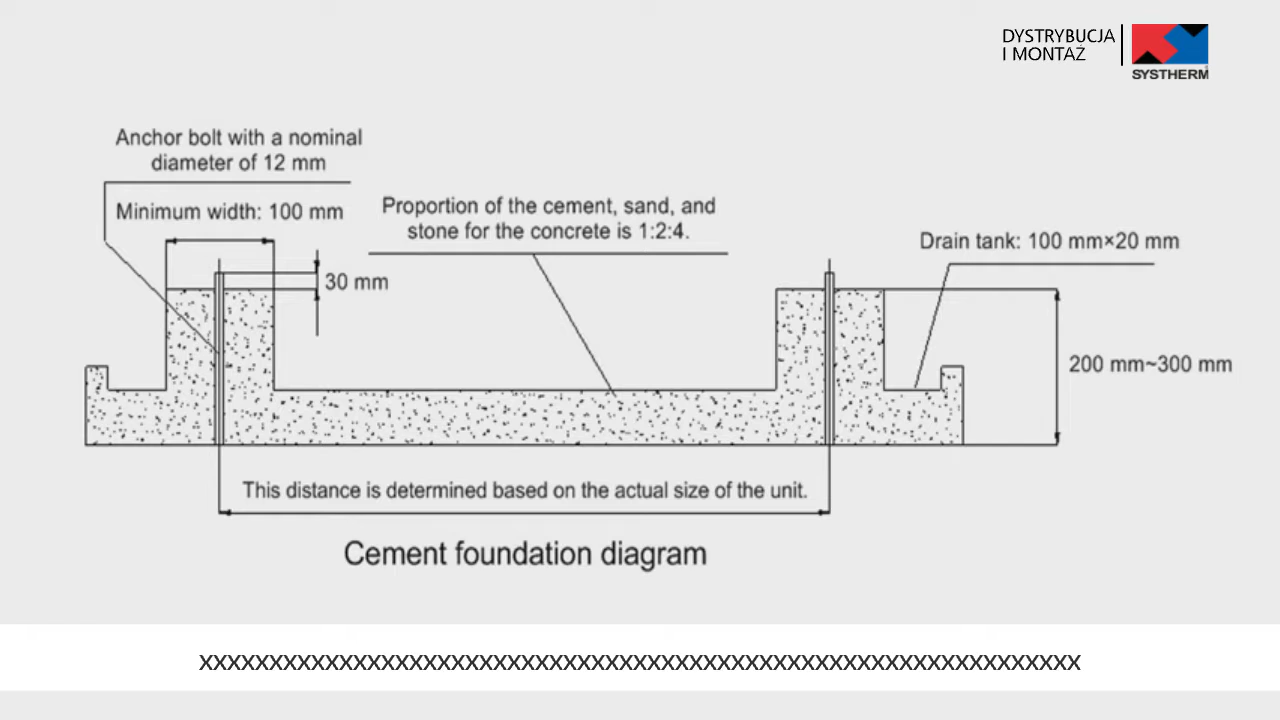 DYSTRYBUCJA
I MONTAŻ
SYSTHERM
Anchor bolt with a nominal
diameter of 12 mm
Minimum width: 100 mm
Proportion of the cement, sand, and
stone for the concrete is 1:2:4.
Drain tank: 100 mm×20 mm
30 mm
200 mm~300 mm
This distance is determined based on the actual size of the unit.
Cement foundation diagram
XXXXXXXXXXXXXXXXXXXXXXXXXXXXXXXXXXXXXXXXXXXXXXXXXXXXXXXXXXXXXXX